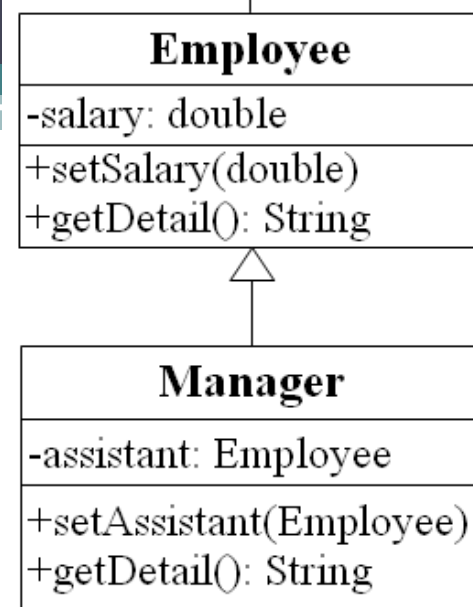 Employee
-salary: double
+setSalary(double)
+getDetail(): String
Manager
-assistant: Employee
+setAssistant(Employee)
+getDetail(): String